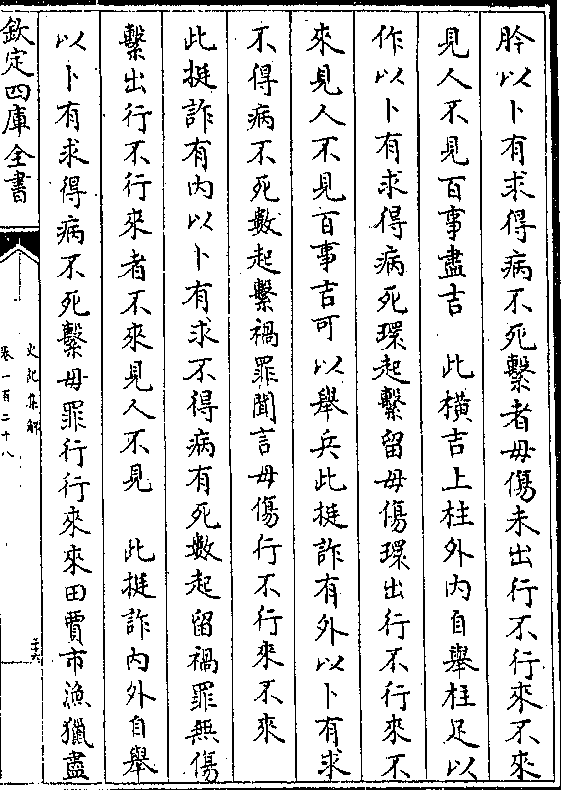 肣以卜有求得病不死繫者毋傷未出行不行來不來
見人不見百事盡吉　此橫吉上柱外內自舉柱足以
作以卜有求得病死環起繫留毋傷環出行不行來不
來見人不見百事吉可以舉兵此挺詐有外以卜有求
不得病不死數起繫禍罪聞言毋傷行不行來不來
此挺詐有內以卜有求不得病有死數起留禍罪無傷
繫出行不行來者不來見人不見　此挺詐內外自舉
以卜有求得病不死繫毋罪行行來來田賈市漁獵盡
欽定四庫全書
史記集解
卷一百二十八